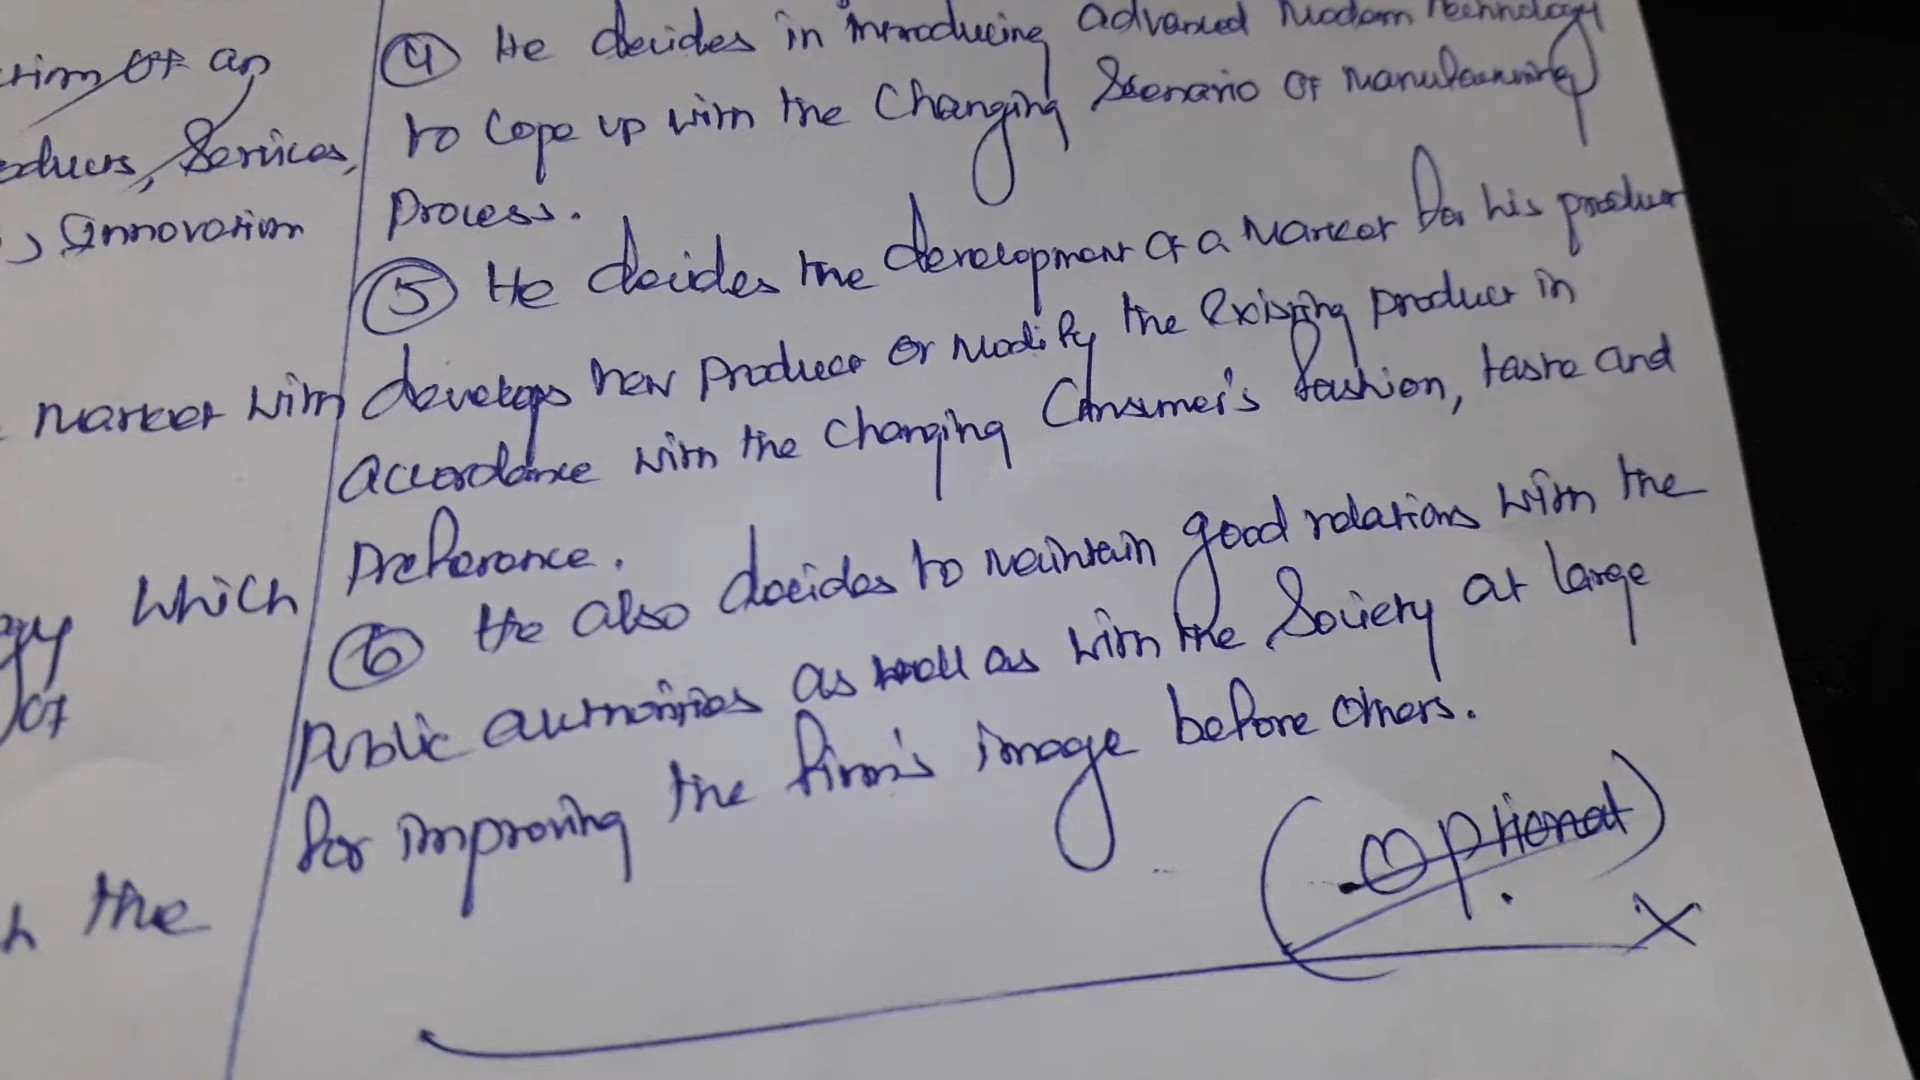 of an
Services,
, Innovation
Market with
which
of
the
④ He decides in introducing advanced Modern Technology
to cope up with the Changing Scenario of Manufacturing
process.
⑤ He decides the development of a Market for his product
develops new product or Modify the Existing product in
accordance with the changing Consumer's fashion, taste and
Preference.
⑥ He also decides to Maintain good relations with the
public authorities as well as with the Society at large
for improving the firm's image before others.
(Optional)